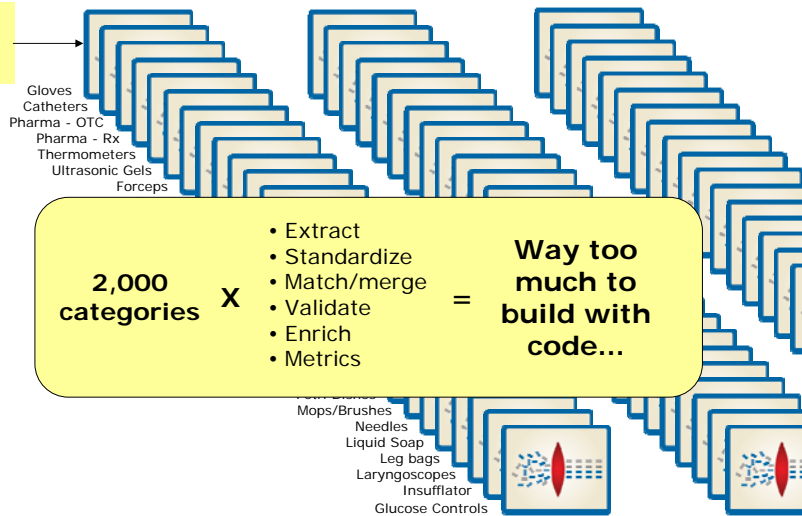 Gloves
Catheters
Pharma - OTC
Pharma - Rx
Thermometers
Ultrasonic Gels
Forceps
2,000
categories
X
• Extract
• Standardize
• Match/merge
• Validate
• Enrich
• Metrics
=
Way too
much to
build with
code...
Mops/Brushes
Needles
Liquid Soap
Leg bags
Laryngoscopes
Insufflator
Glucose Controls